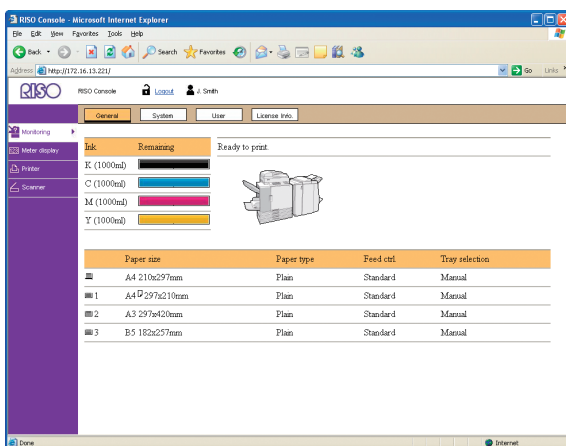 RISO Console - Microsoft Internet Explorer
File Edit View Favorites Tools Help
Back Search Favorites
Address http://172.16.13.221/ Go Links »
RISO RISO Console Logout J. Smith
General System User License Info.
Monitoring
Meter display
Printer
Scanner
Ink Remaining
K (1000ml)
C (1000ml)
M (1000ml)
Y (1000ml)
Ready to print.
Paper size Paper type Feed ctrl. Tray selection
A4 210x297mm Plain Standard Manual
1 A4 297x210mm Plain Standard Manual
2 A3 297x420mm Plain Standard Manual
3 B5 182x257mm Plain Standard Manual
Done Internet